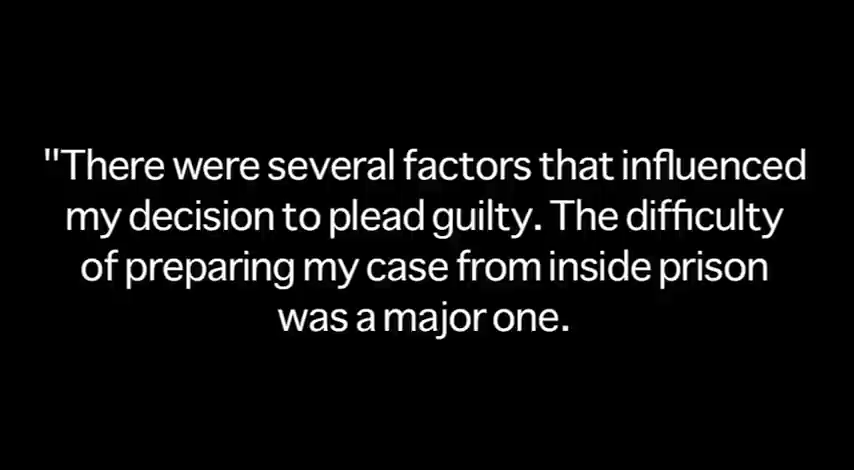 "There were several factors that influenced
my decision to plead guilty. The difficulty
of preparing my case from inside prison
was a major one.